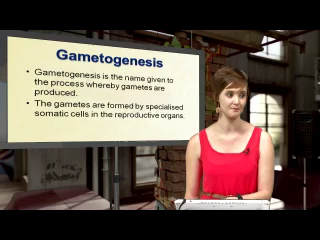 Gametogenesis
• Gametogenesis is the name given to
the process whereby gametes are
produced.
• The gametes are formed by specialised
somatic cells in the reproductive organs.